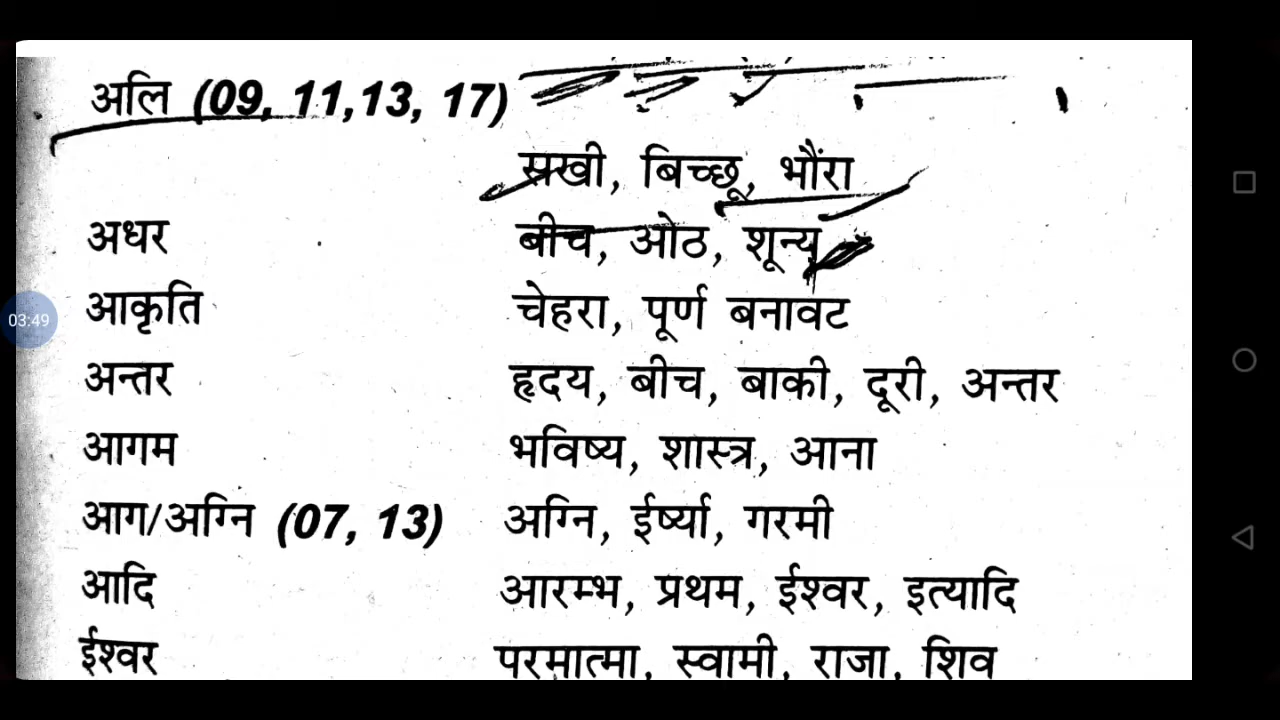 अलि (09, 11,13, 17)
सखी, बिच्छू, भौंरा
अधर बीच, ओठ, शून्य
आकृति चेहरा, पूर्ण बनावट
03:49
अन्तर हृदय, बीच, बाकी, दूरी, अन्तर
आगम भविष्य, शास्त्र, आना
आग/अग्नि (07, 13) अग्नि, ईर्ष्या, गरमी
आदि आरम्भ, प्रथम, ईश्वर, इत्यादि
ईश्वर परमात्मा, स्वामी, राजा, शिव